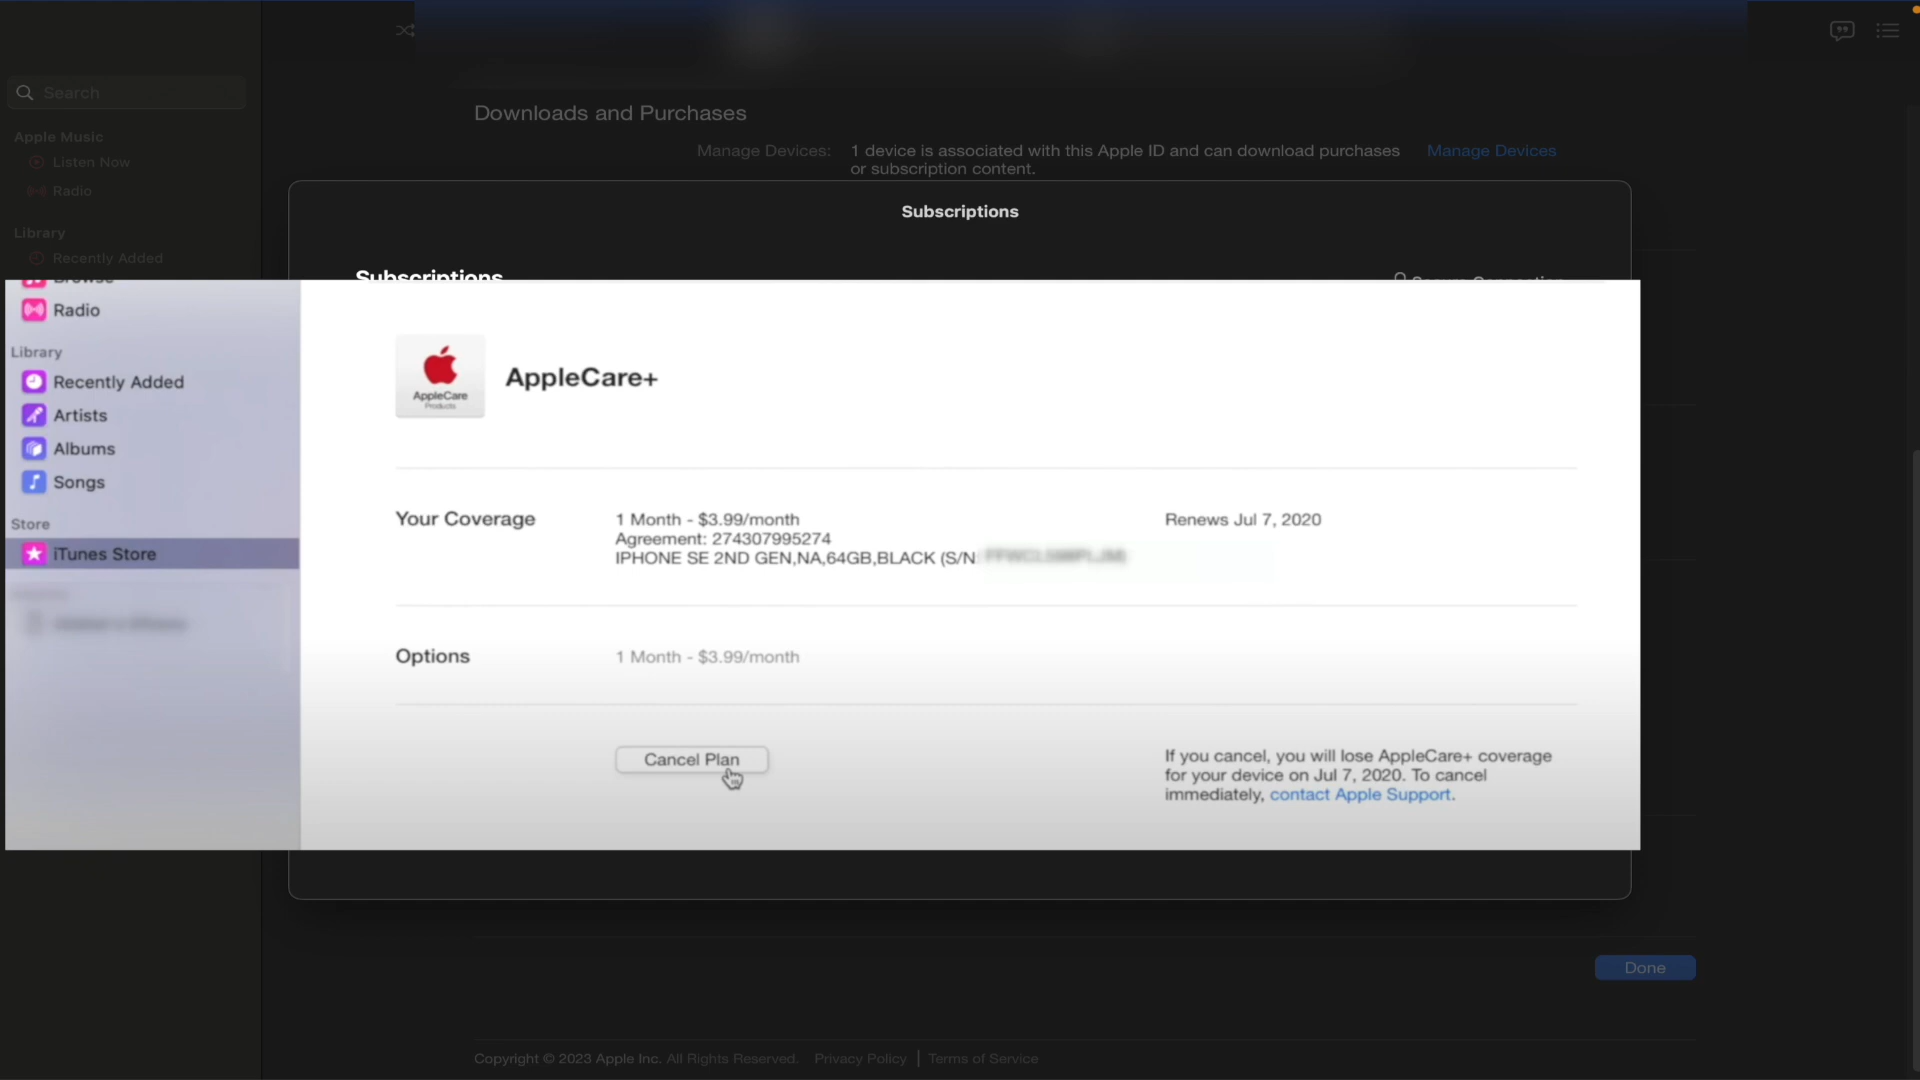 Search
Apple Music
Listen Now
Radio
Library
Recently Added
Downloads and Purchases
Manage Devices:
1 device is associated with this Apple ID and can download purchases
or subscription content.
Manage Devices
Subscriptions
Subscriptions
Secure Connection
Browse
Radio
Library
Recently Added
Artists
Albums
Songs
Store
iTunes Store
AppleCare
Products
AppleCare+
Your Coverage
1 Month - $3.99/month
Agreement: 274307995274
IPHONE SE 2ND GEN,NA,64GB,BLACK (S/N
Renews Jul 7, 2020
Options
1 Month - $3.99/month
Cancel Plan
If you cancel, you will lose AppleCare+ coverage
for your device on Jul 7, 2020. To cancel
immediately, contact Apple Support.
Done
Copyright © 2023 Apple Inc. All Rights Reserved. Privacy Policy | Terms of Service